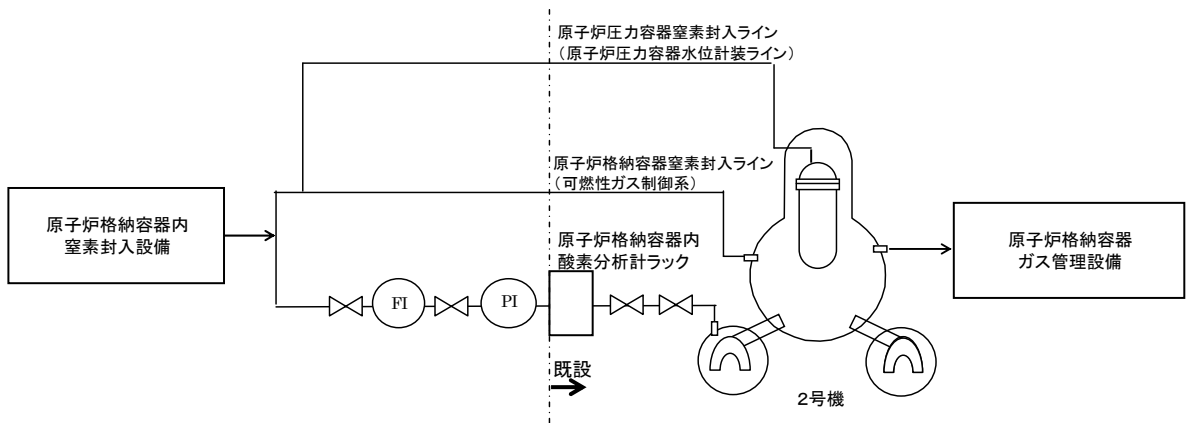 原子炉圧力容器窒素封入ライン
（原子炉圧力容器水位計装ライン）
原子炉格納容器窒素封入ライン
（可燃性ガス制御系）
原子炉格納容器内
窒素封入設備
原子炉格納容器内
酸素分析計ラック
原子炉格納容器
ガス管理設備
FI
PI
既設
2号機